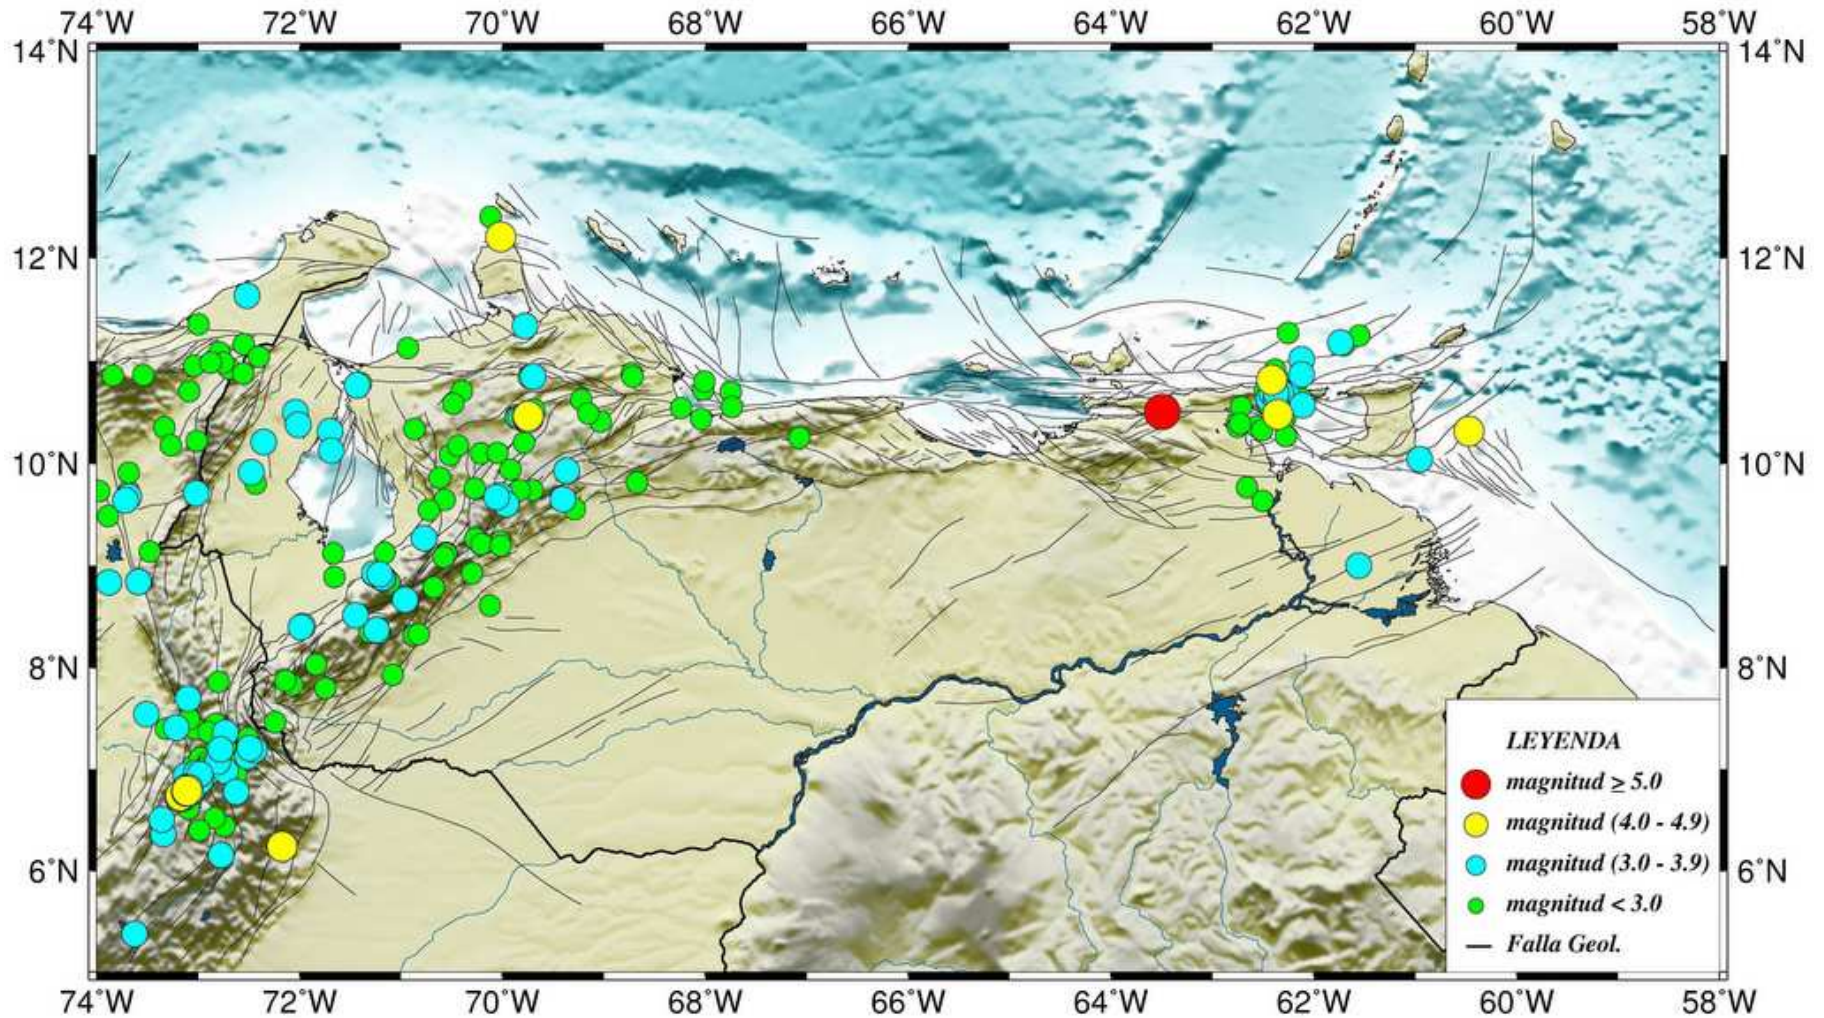 74°W 72°W 70°W 68°W 66°W 64°W 62°W 60°W 58°W
14°N 14°N
12°N 12°N
10°N 10°N
8°N 8°N
6°N 6°N
LEYENDA
magnitud ≥ 5.0
magnitud (4.0 - 4.9)
magnitud (3.0 - 3.9)
magnitud < 3.0
Falla Geol.
74°W 72°W 70°W 68°W 66°W 64°W 62°W 60°W 58°W